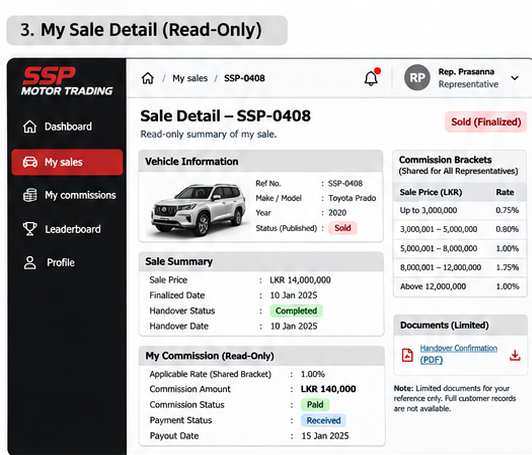 3. My Sale Detail (Read-Only)
SSP
MOTOR TRADING
Dashboard
My sales
My commissions
Leaderboard
Profile
/ My sales / SSP-0408
RP
Rep. Prasanna
Representative
Sale Detail – SSP-0408
Read-only summary of my sale.
Sold (Finalized)
Vehicle Information
Ref No. : SSP-0408
Make / Model : Toyota Prado
Year : 2020
Status (Published) : Sold
Sale Summary
Sale Price : LKR 14,000,000
Finalized Date : 10 Jan 2025
Handover Status : Completed
Handover Date : 10 Jan 2025
My Commission (Read-Only)
Applicable Rate (Shared Bracket) : 1.00%
Commission Amount : LKR 140,000
Commission Status : Paid
Payment Status : Received
Payout Date : 15 Jan 2025
Commission Brackets
(Shared for All Representatives)
Sale Price (LKR) Rate
Up to 3,000,000 0.75%
3,000,001 – 5,000,000 0.80%
5,000,001 – 8,000,000 1.00%
8,000,001 – 12,000,000 1.75%
Above 12,000,000 1.00%
Documents (Limited)
Handover Confirmation
(PDF)
Note: Limited documents for your
reference only. Full customer records
are not available.